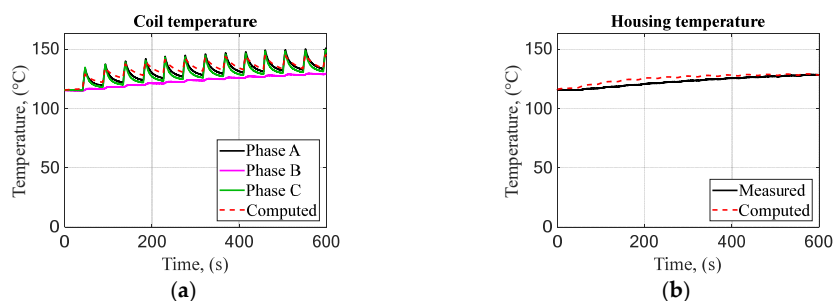 Coil temperature
Temperature, (°C)
150
100
50
0
Phase A
Phase B
Phase C
Computed
0 200 400 600
Time, (s)
(a)
Housing temperature
Temperature, (°C)
150
100
50
0
Measured
Computed
0 200 400 600
Time, (s)
(b)